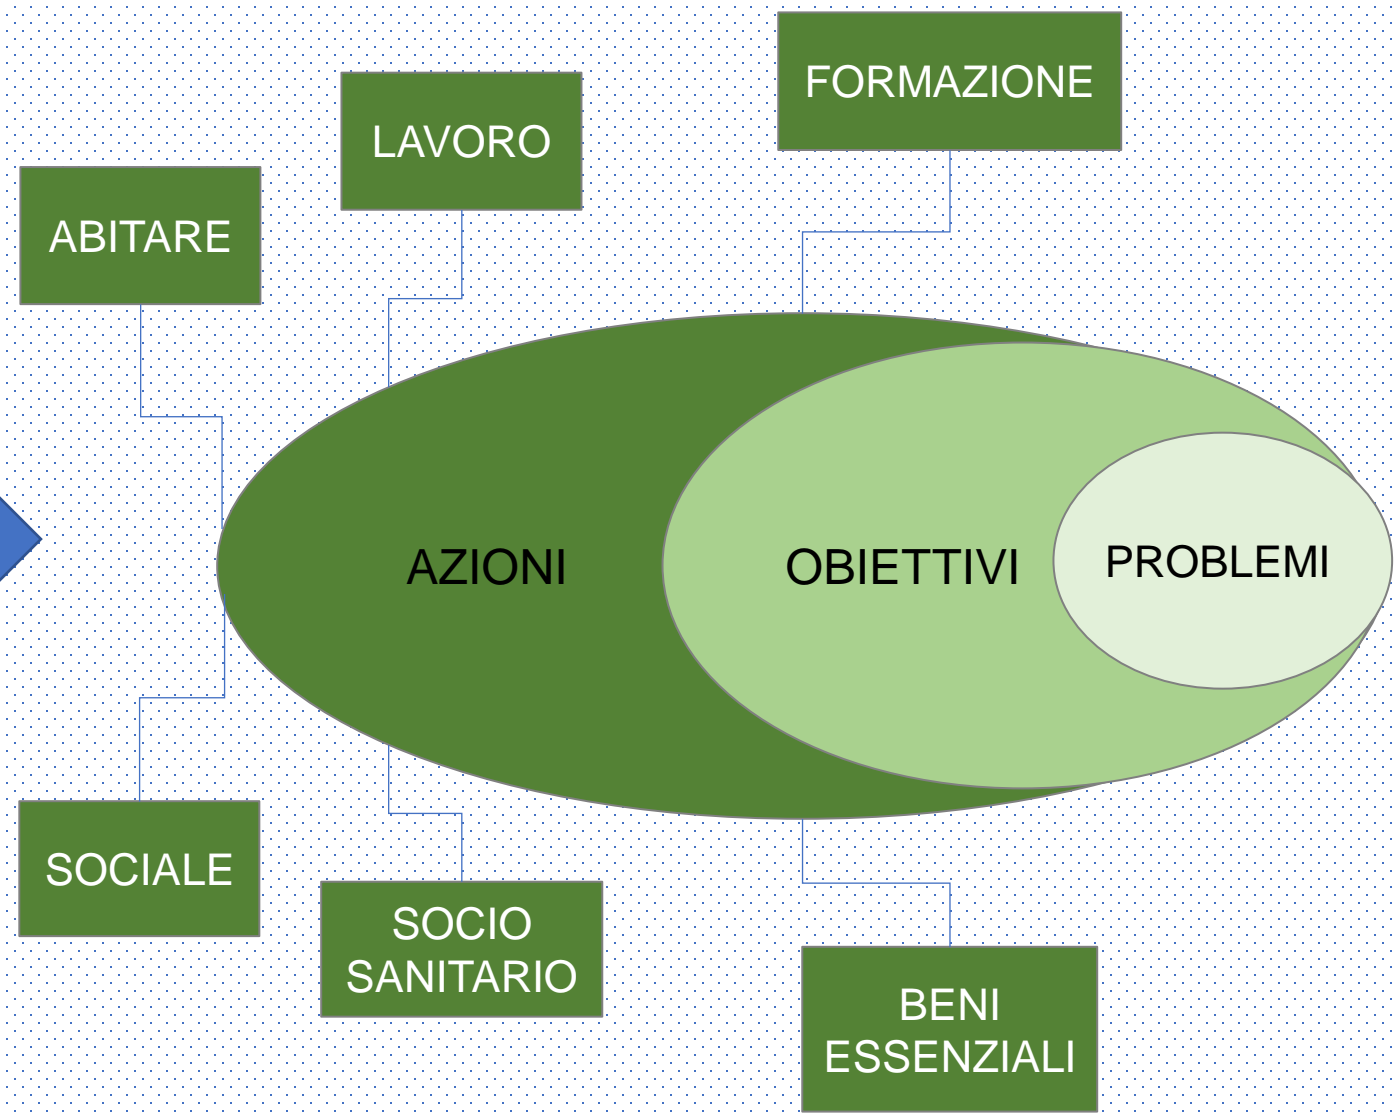 FORMAZIONE
LAVORO
ABITARE
AZIONI
OBIETTIVI
PROBLEMI
SOCIALE
SOCIO
SANITARIO
BENI
ESSENZIALI